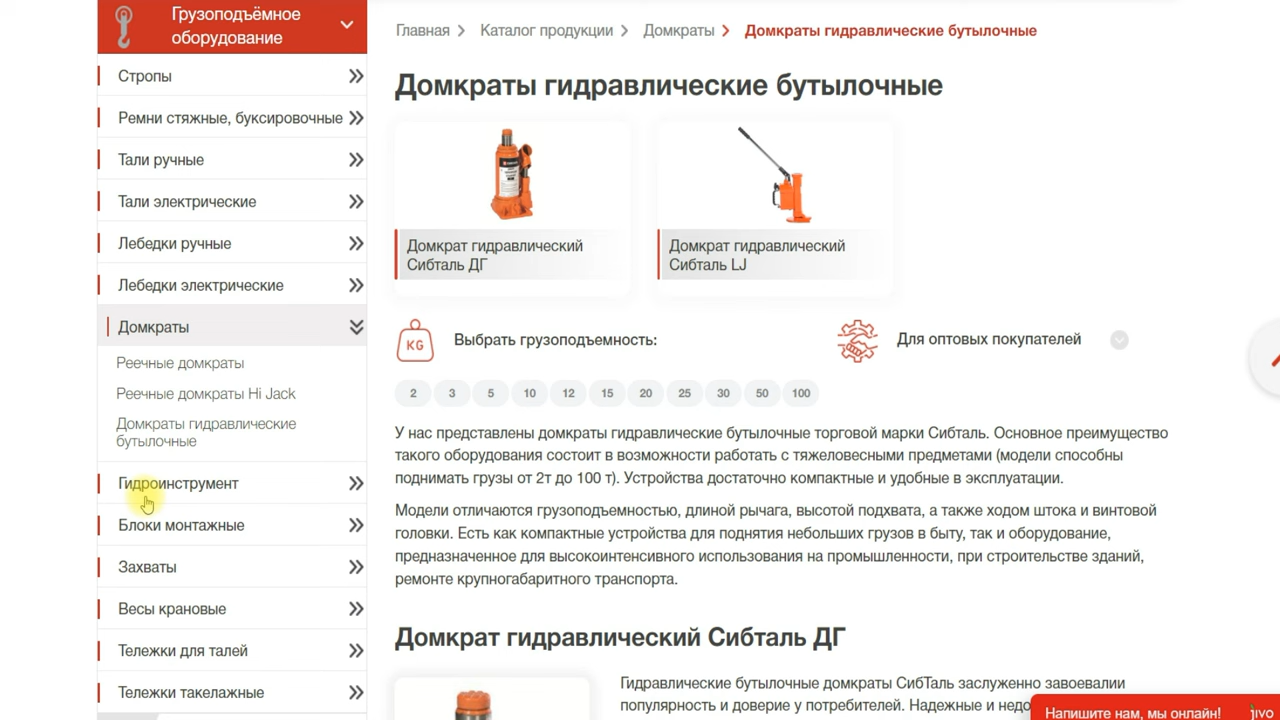 Грузоподъёмное
оборудование
Стропы
Ремни стяжные, буксировочные
Тали ручные
Тали электрические
Лебедки ручные
Лебедки электрические
Домкраты
Реечные домкраты
Реечные домкраты Hi Jack
Домкраты гидравлические
бутылочные
Гидроинструмент
Блоки монтажные
Захваты
Весы крановые
Тележки для талей
Тележки такелажные
Главная
Каталог продукции
Домкраты
Домкраты гидравлические бутылочные
Домкраты гидравлические бутылочные
Домкрат гидравлический
Сибталь ДГ
Домкрат гидравлический
Сибталь LJ
KG
Выбрать грузоподъемность:
Для оптовых покупателей
2 3 5 10 12 15 20 25 30 50 100
У нас представлены домкраты гидравлические бутылочные торговой марки Сибталь. Основное преимущество
такого оборудования состоит в возможности работать с тяжеловесными предметами (модели способны
поднимать грузы от 2т до 100 т). Устройства достаточно компактные и удобные в эксплуатации.
Модели отличаются грузоподъемностью, длиной рычага, высотой подхвата, а также ходом штока и винтовой
головки. Есть как компактные устройства для поднятия небольших грузов в быту, так и оборудование,
предназначенное для высокоинтенсивного использования на промышленности, при строительстве зданий,
ремонте крупногабаритного транспорта.
Домкрат гидравлический Сибталь ДГ
Гидравлические бутылочные домкраты СибТаль заслуженно завоевали
популярность и доверие у потребителей. Надежные и
Напишите нам, мы онлайн!
jivo